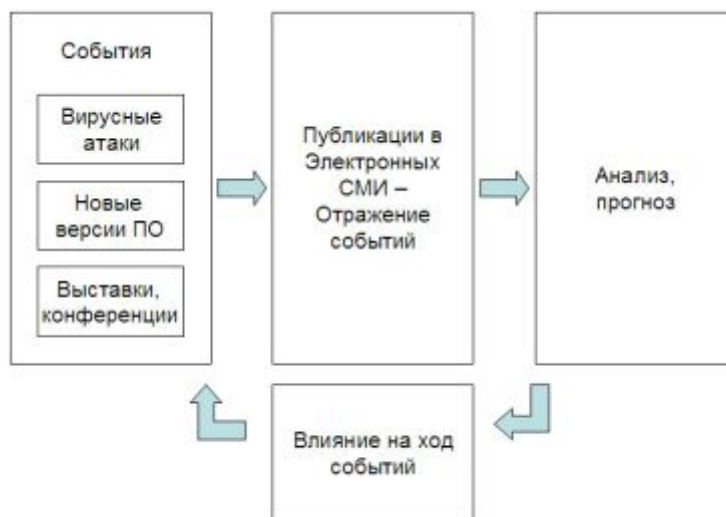 События
Вирусные
атаки
Новые
версии ПО
Выставки,
конференции
Публикации в
Электронных
СМИ –
Отражение
событий
Анализ,
прогноз
Влияние на ход
событий